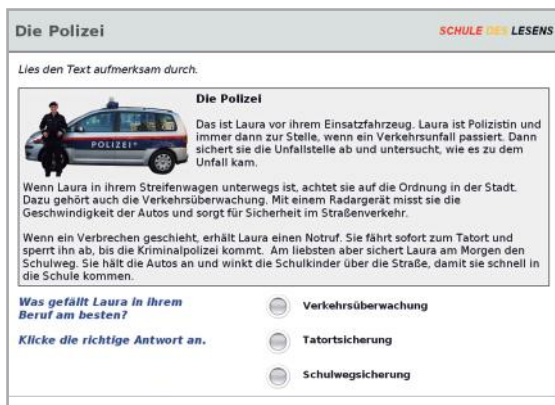 Die Polizei
SCHULE DES LESENS
Lies den Text aufmerksam durch.
Die Polizei
Das ist Laura vor ihrem Einsatzfahrzeug. Laura ist Polizistin und
immer dann zur Stelle, wenn ein Verkehrsunfall passiert. Dann
sichert sie die Unfallstelle ab und untersucht, wie es zu dem
Unfall kam.
POLIZEI
Wenn Laura in ihrem Streifenwagen unterwegs ist, achtet sie auf die Ordnung in der Stadt.
Dazu gehört auch die Verkehrsüberwachung. Mit einem Radargerät misst sie die
Geschwindigkeit der Autos und sorgt für Sicherheit im Straßenverkehr.
Wenn ein Verbrechen geschieht, erhält Laura einen Notruf. Sie fährt sofort zum Tatort und
sperrt ihn ab, bis die Kriminalpolizei kommt. Am liebsten aber sichert Laura am Morgen den
Schulweg. Sie hält die Autos an und winkt die Schulkinder über die Straße, damit sie schnell in
die Schule kommen.
Was gefällt Laura in ihrem
Beruf am besten?
Klicke die richtige Antwort an.
Verkehrsüberwachung
Tatortsicherung
Schulwegsicherung